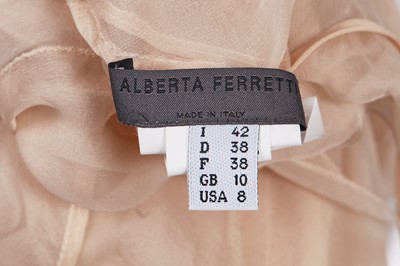 ALBERTA FERRETTI
MADE IN ITALY
I 42
D 38
F 38
GB 10
USA 8